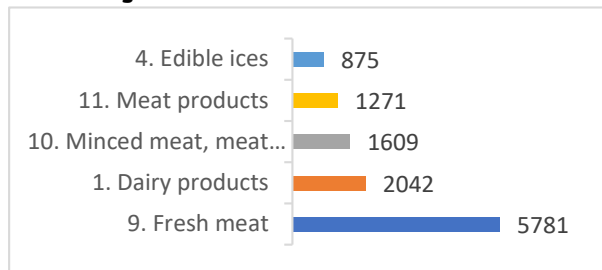 4. Edible ices 875
11. Meat products 1271
10. Minced meat, meat... 1609
1. Dairy products 2042
9. Fresh meat 5781